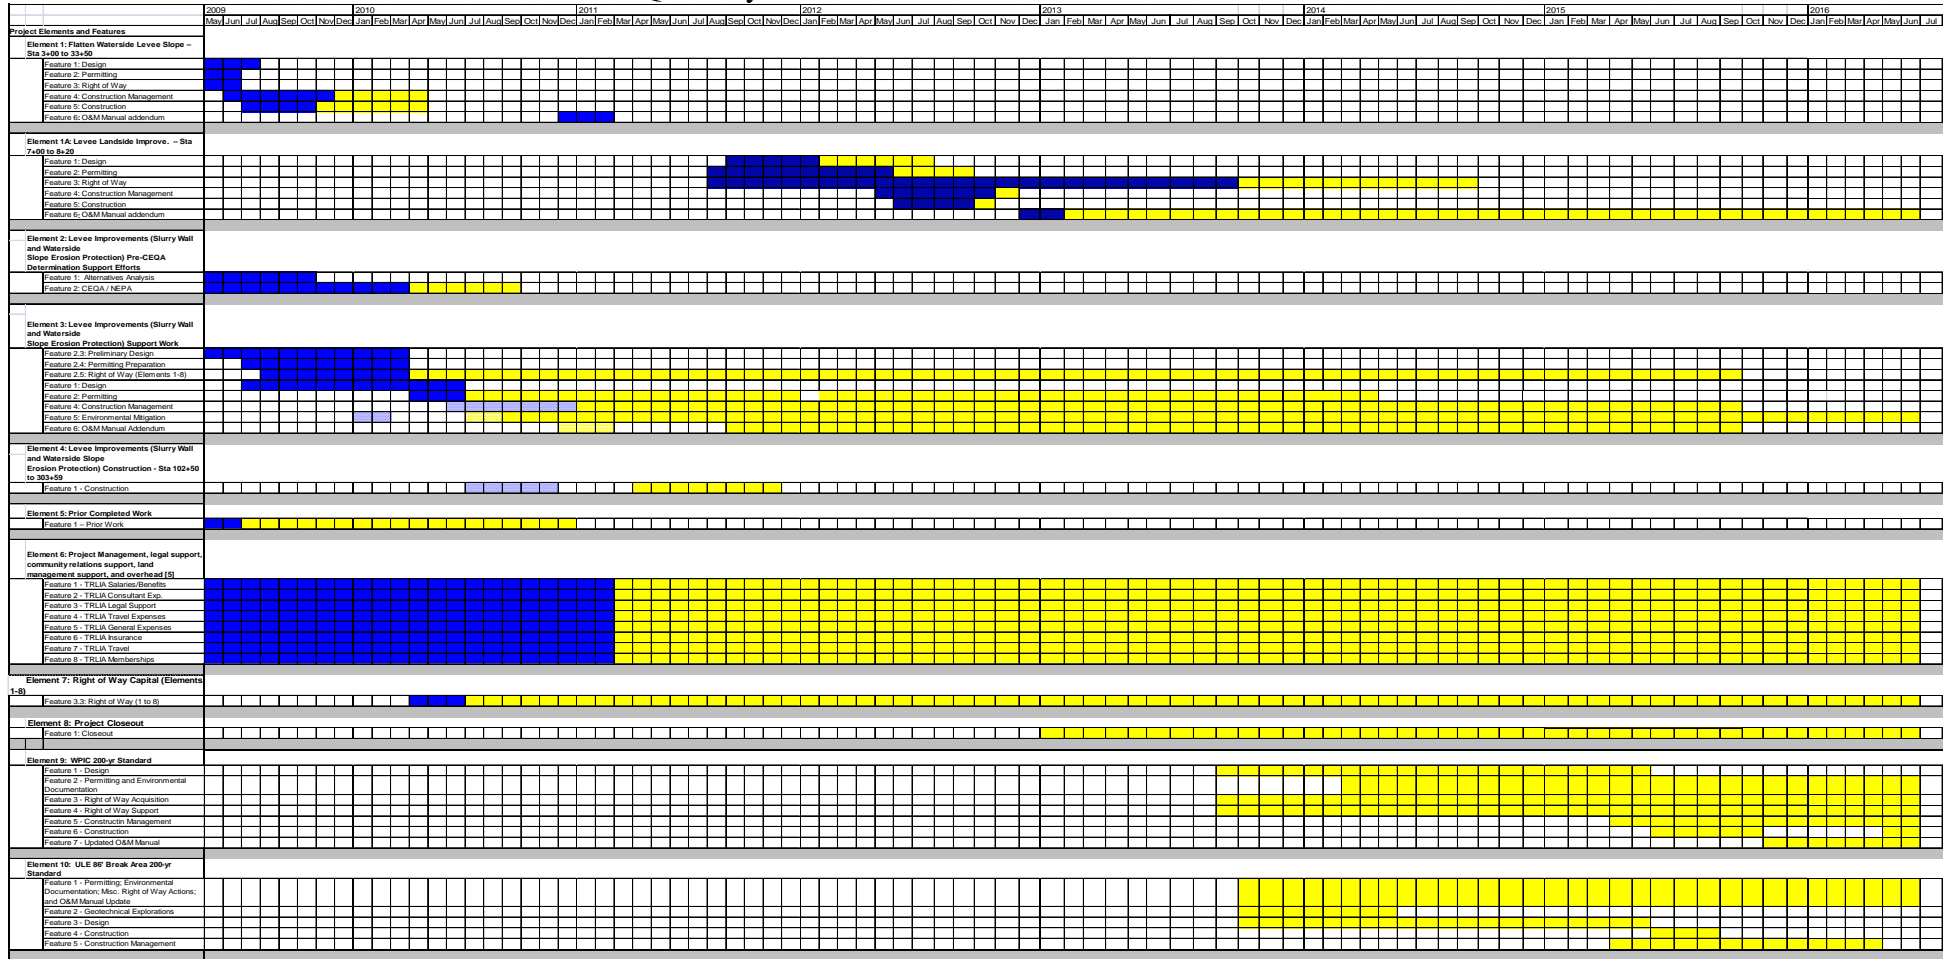 2009 2010 2011 2012 2013 2014 2015 2016
May Jun Jul Aug Sep Oct Nov Dec Jan Feb Mar Apr May Jun Jul Aug Sep Oct Nov Dec Jan Feb Mar Apr May Jun Jul Aug Sep Oct Nov Dec Jan Feb Mar Apr May Jun Jul Aug Sep Oct Nov Dec Jan Feb Mar Apr May Jun Jul Aug Sep Oct Nov Dec Jan Feb Mar Apr May Jun Jul Aug Sep Oct Nov Dec Jan Feb Mar Apr May Jun Jul Aug Sep Oct Nov Dec Jan Feb Mar Apr May Jun Jul
Project Elements and Features
Element 1: Flatten Waterside Levee Slope –
Sta 3+00 to 33+50
Feature 1: Design
Feature 2: Permitting
Feature 3: Right of Way
Feature 4: Construction Management
Feature 5: Construction
Feature 6: O&M Manual addendum
Element 1A: Levee Landside Improve. – Sta
7+00 to 8+20
Feature 1: Design
Feature 2: Permitting
Feature 3: Right of Way
Feature 4: Construction Management
Feature 5: Construction
Feature 6: O&M Manual addendum
Element 2: Levee Improvements (Slurry Wall
and Waterside
Slope Erosion Protection) Pre-CEQA
Determination Support Efforts
Feature 1: Alternatives Analysis
Feature 2: CEQA / NEPA
Element 3: Levee Improvements (Slurry Wall
and Waterside
Slope Erosion Protection) Support Work
Feature 2.3: Preliminary Design
Feature 2.4: Permitting Preparation
Feature 2.5: Right of Way (Elements 1-8)
Feature 1: Design
Feature 2: Permitting
Feature 4: Construction Management
Feature 5: Environmental Mitigation
Feature 6: O&M Manual Addendum
Element 4: Levee Improvements (Slurry Wall
and Waterside Slope
Erosion Protection) Construction - Sta 102+50
to 303+59
Feature 1 - Construction
Element 5: Prior Completed Work
Feature 1 – Prior Work
Element 6: Project Management, legal support,
community relations support, land
management support, and overhead [5]
Feature 1 - TRLIA Salaries/Benefits
Feature 2 - TRLIA Consultant Exp.
Feature 3 - TRLIA Legal Support
Feature 4 - TRLIA Travel Expenses
Feature 5 - TRLIA General Expenses
Feature 6 - TRLIA Insurance
Feature 7 - TRLIA Travel
Feature 8 - TRLIA Memberships
Element 7: Right of Way Capital (Elements
1-8)
Feature 3.3: Right of Way (1 to 8)
Element 8: Project Closeout
Feature 1: Closeout
Element 9: WPIC 200-yr Standard
Feature 1 - Design
Feature 2 - Permitting and Environmental
Documentation
Feature 3 - Right of Way Acquisition
Feature 4 - Right of Way Support
Feature 5 - Constructin Management
Feature 6 - Construction
Feature 7 - Updated O&M Manual
Element 10: ULE 86' Break Area 200-yr
Standard
Feature 1 - Permitting; Environmental
Documentation; Misc. Right of Way Actions;
and O&M Manual Update
Feature 2 - Geotechnical Explorations
Feature 3 - Design
Feature 4 - Construction
Feature 5 - Construction Management